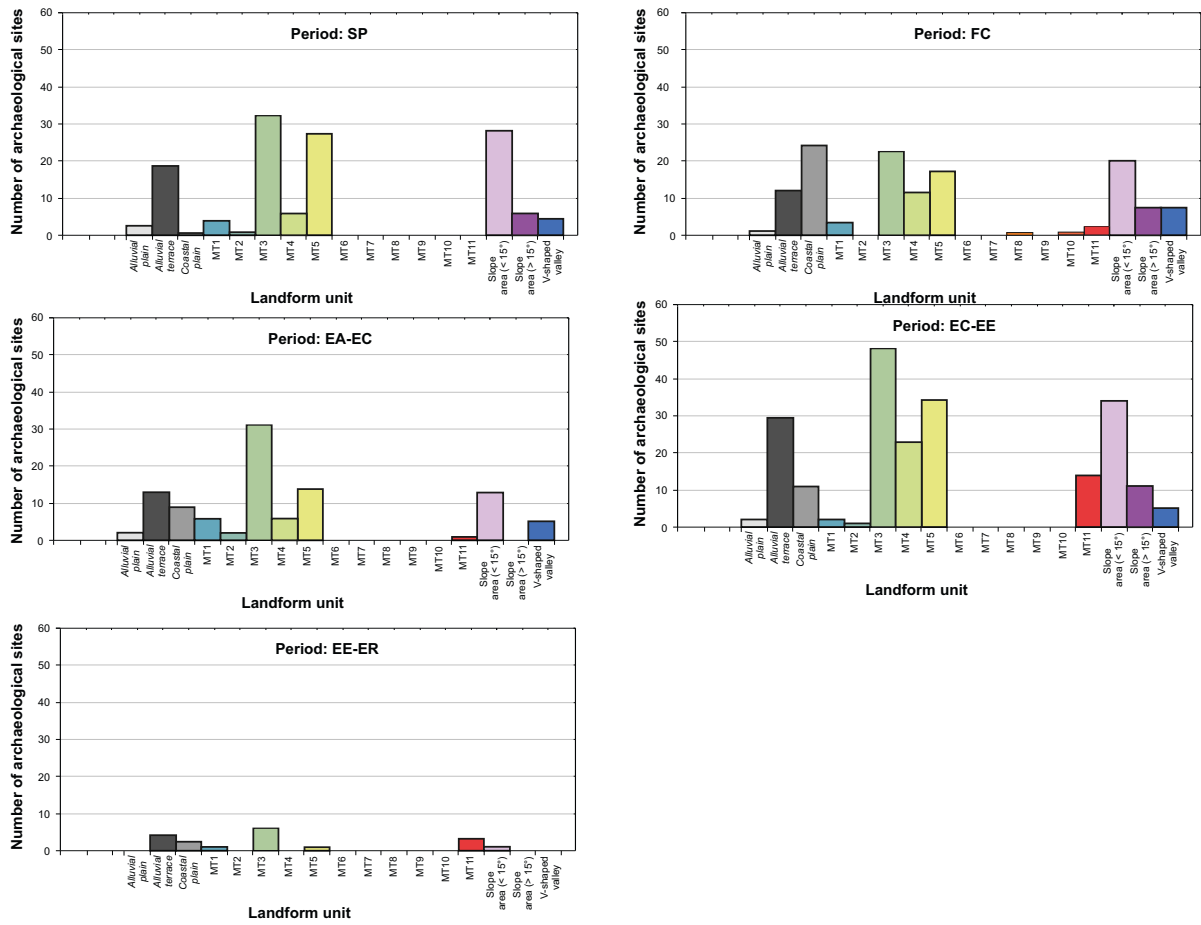 Period: SP
Number of archaeological sites
60
50
40
30
20
10
0
Alluvial
plain
Alluvial
terrace
Coastal
plain
MT1
MT2
MT3
MT4
MT5
MT6
MT7
MT8
MT9
MT10
MT11
Slope
area (< 15°)
Slope
area (> 15°)
V-shaped
valley
Landform unit
Period: FC
Number of archaeological sites
60
50
40
30
20
10
0
Alluvial
plain
Alluvial
terrace
Coastal
plain
MT1
MT2
MT3
MT4
MT5
MT6
MT7
MT8
MT9
MT10
MT11
Slope
area (< 15°)
Slope
area (> 15°)
V-shaped
valley
Landform unit
Period: EA-EC
Number of archaeological sites
60
50
40
30
20
10
0
Alluvial
plain
Alluvial
terrace
Coastal
plain
MT1
MT2
MT3
MT4
MT5
MT6
MT7
MT8
MT9
MT10
MT11
Slope
area (< 15°)
Slope
area (> 15°)
V-shaped
valley
Landform unit
Period: EC-EE
Number of archaeological sites
60
50
40
30
20
10
0
Alluvial
plain
Alluvial
terrace
Coastal
plain
MT1
MT2
MT3
MT4
MT5
MT6
MT7
MT8
MT9
MT10
MT11
Slope
area (< 15°)
Slope
area (> 15°)
V-shaped
valley
Landform unit
Period: EE-ER
Number of archaeological sites
60
50
40
30
20
10
0
Alluvial
plain
Alluvial
terrace
Coastal
plain
MT1
MT2
MT3
MT4
MT5
MT6
MT7
MT8
MT9
MT10
MT11
Slope
area (< 15°)
Slope
area (> 15°)
V-shaped
valley
Landform unit